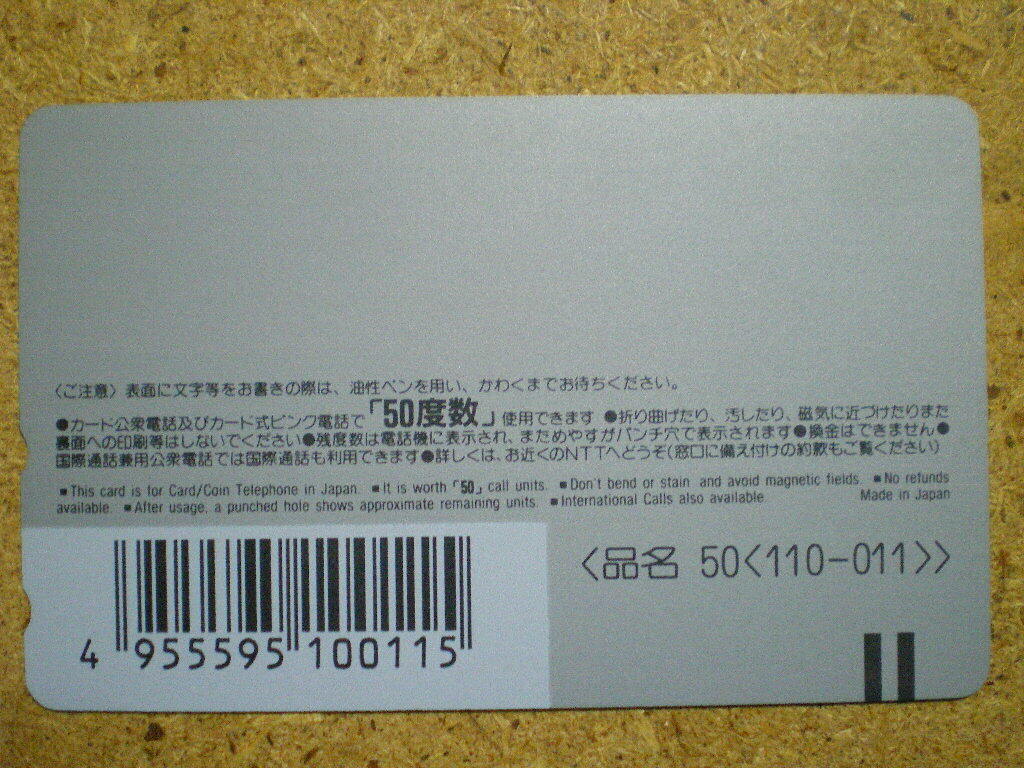 〈ご注意〉表面に文字等をお書きの際は、油性ペンを用い、かわくまでお待ちください。
●カード公衆電話及びカード式ピンク電話で「50度数」使用できます ●折り曲げたり、汚したり、磁気に近づけたりまた
裏面への印刷等はしないでください●残度数は電話機に表示され、まためやすがパンチ穴で表示されます●換金はできません●
国際通話兼用公衆電話では国際通話も利用できます●詳しくは、お近くのNTTへどうぞ(窓口に備え付けの約款もご覧ください)
■This card is for Card/Coin Telephone in Japan. ■It is worth「50」call units. ■Don't bend or stain and avoid magnetic fields. ■No refunds
available. ■After usage, a punched hole shows approximate remaining units. ■International Calls also available. Made in Japan
<品名 50<110-011>>
4 955595 100115